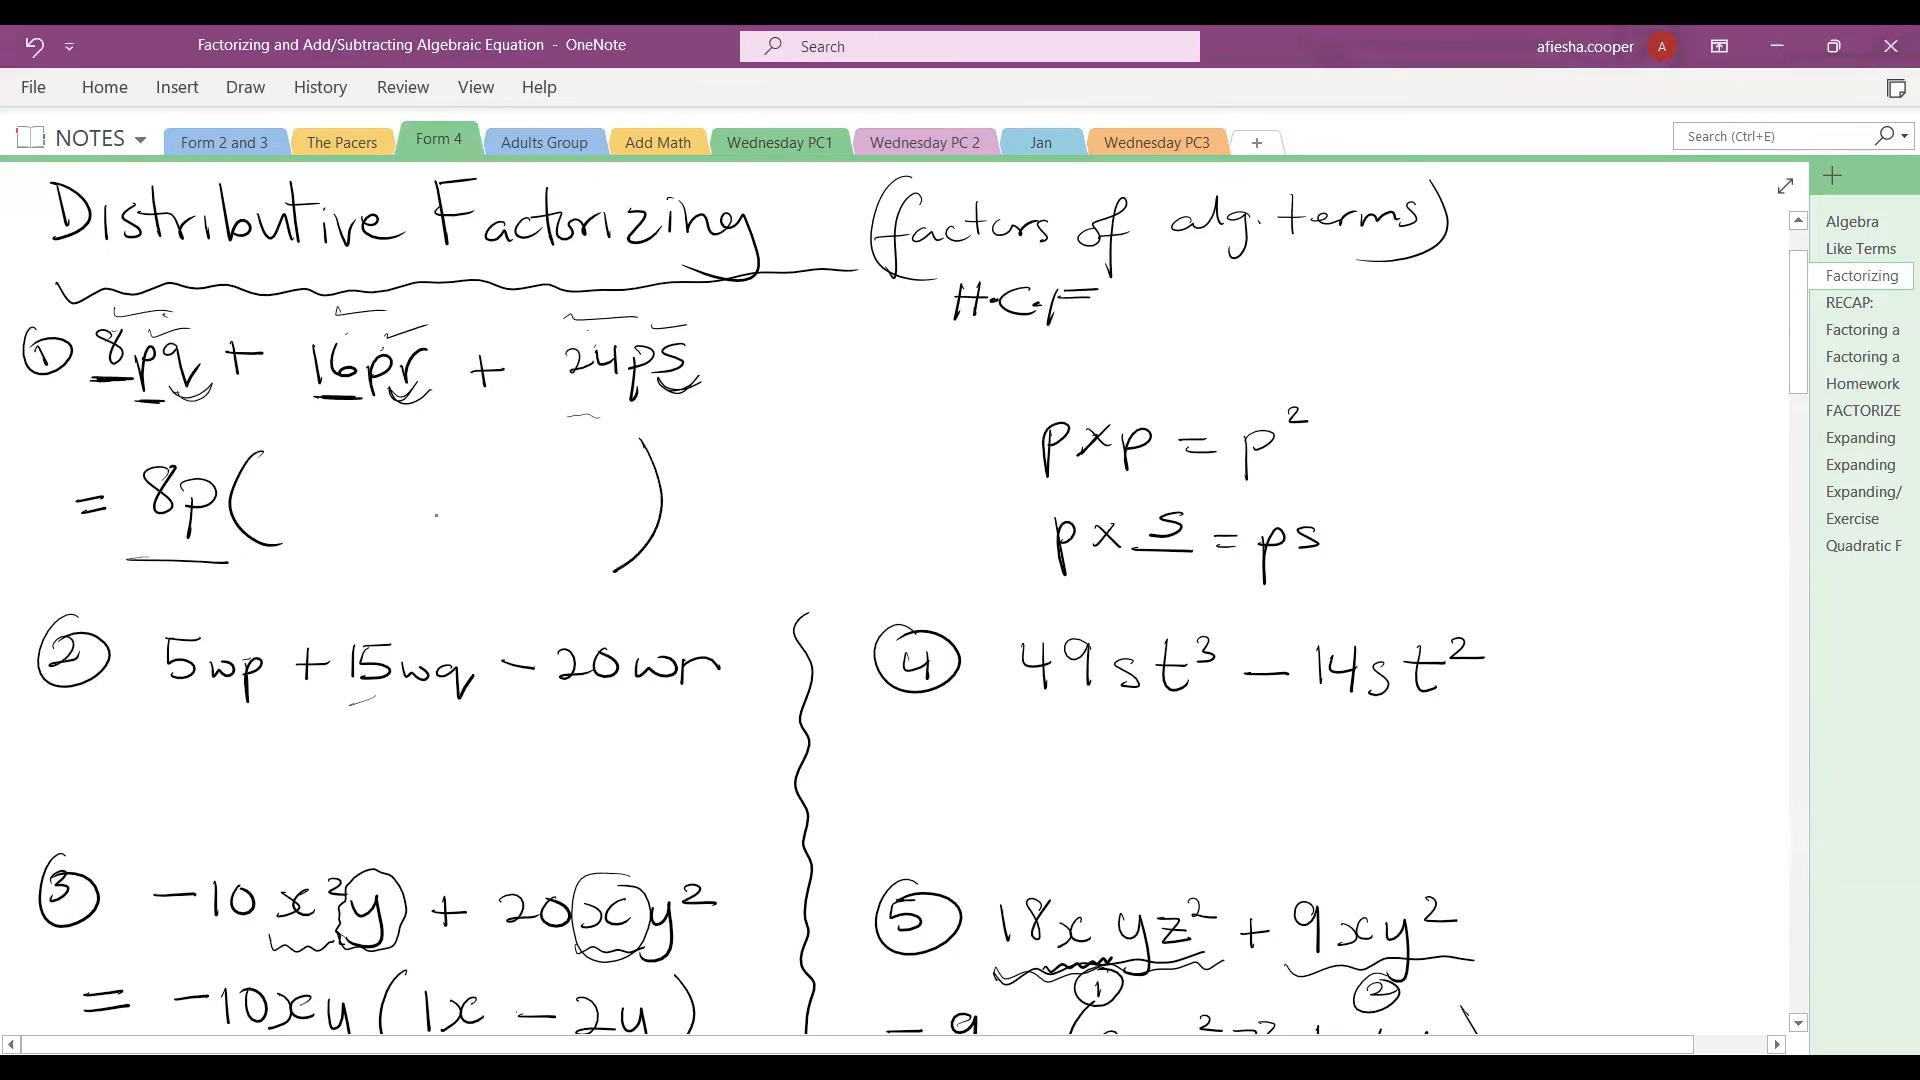 Factorizing and Add/Subtracting Algebraic Equation - OneNote
Search
afiesha.cooper A
File Home Insert Draw History Review View Help
NOTES
Form 2 and 3
The Pacers
Form 4
Adults Group
Add Math
Wednesday PC1
Wednesday PC 2
Jan
Wednesday PC3
+
Search (Ctrl+E)
Distributive Factorizing (factors of alg. terms)
H.C.F
① 8pq + 16pr + 24ps
= 8p( )
p × p = p²
p × s = ps
② 5wp + 15wq - 20wr
④ 49st³ - 14st²
③ -10x²y + 20xy²
= -10xy(1x - 2y)
⑤ 18xyz² + 9xy²
① ②
= 9
Algebra
Like Terms
Factorizing
RECAP:
Factoring a
Factoring a
Homework
FACTORIZE
Expanding
Expanding
Expanding/
Exercise
Quadratic F